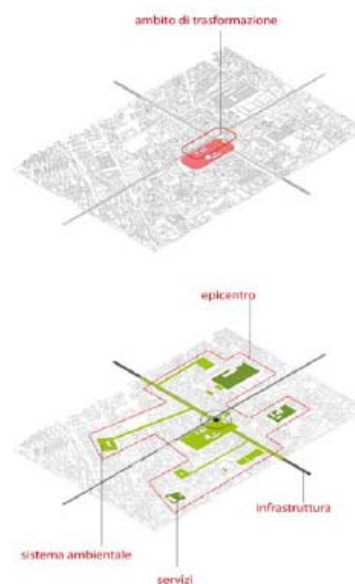 ambito di trasformazione
epicentro
infrastruttura
sistema ambientale
servizi